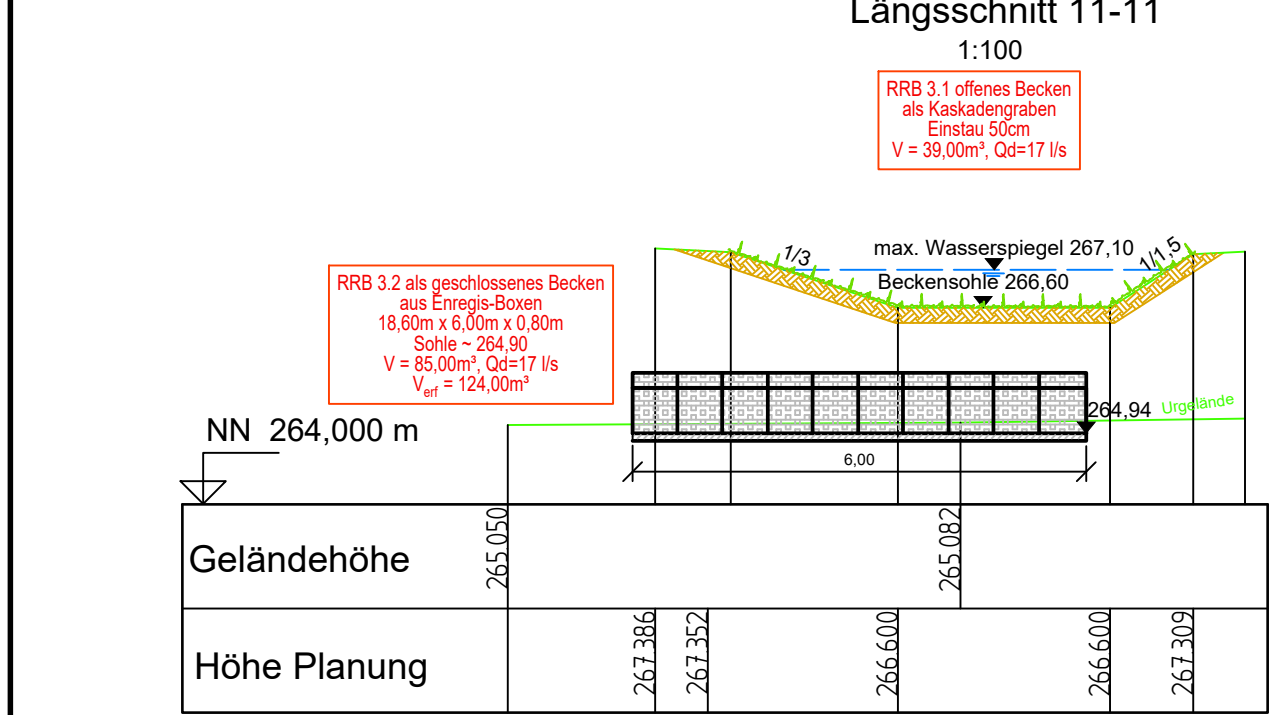 Längsschnitt 11-11
1:100
RRB 3.1 offenes Becken
als Kaskadengraben
Einstau 50cm
V = 39,00m³, Qd=17 l/s
1/3
max. Wasserspiegel 267,10
1/1,5
Beckensohle 266,60
RRB 3.2 als geschlossenes Becken
aus Enregis-Boxen
18,60m x 6,00m x 0,80m
Sohle ~ 264,90
V = 85,00m³, Qd=17 l/s
Verf = 124,00m³
264,94
Urgelände
NN 264,000 m
6,00
Geländehöhe
265.050
265.082
Höhe Planung
267.386
267.352
266.600
266.600
267.309